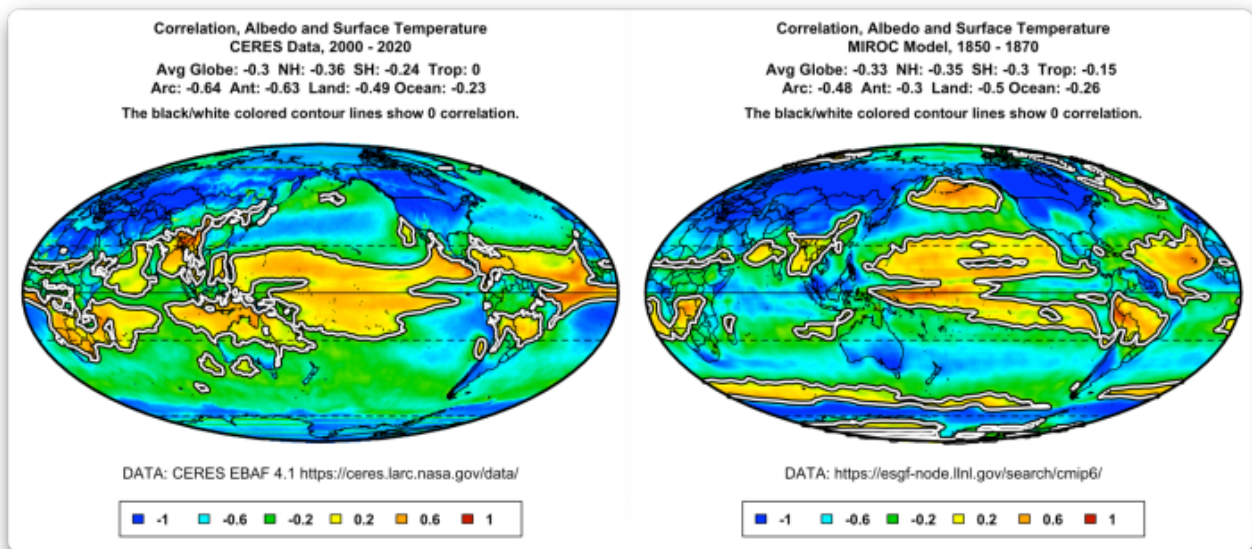 Correlation, Albedo and Surface Temperature
CERES Data, 2000 - 2020
Avg Globe: -0.3 NH: -0.36 SH: -0.24 Trop: 0
Arc: -0.64 Ant: -0.63 Land: -0.49 Ocean: -0.23
The black/white colored contour lines show 0 correlation.
DATA: CERES EBAF 4.1 https://ceres.larc.nasa.gov/data/
-1 -0.6 -0.2 0.2 0.6 1
Correlation, Albedo and Surface Temperature
MIROC Model, 1850 - 1870
Avg Globe: -0.33 NH: -0.35 SH: -0.3 Trop: -0.15
Arc: -0.48 Ant: -0.3 Land: -0.5 Ocean: -0.26
The black/white colored contour lines show 0 correlation.
DATA: https://esgf-node.llnl.gov/search/cmip6/
-1 -0.6 -0.2 0.2 0.6 1